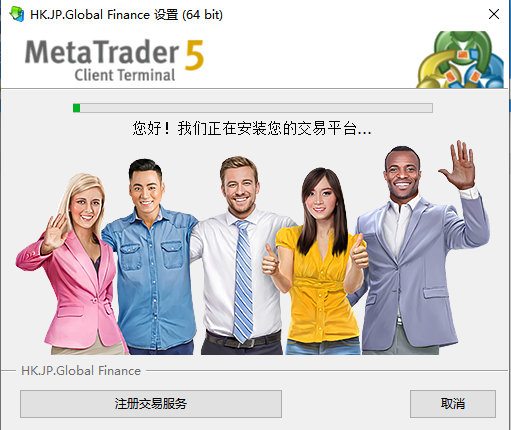 HK.JP.Global Finance 设置 (64 bit)
MetaTrader 5
Client Terminal
您好！我们正在安装您的交易平台...
HK.JP.Global Finance
注册交易服务
取消